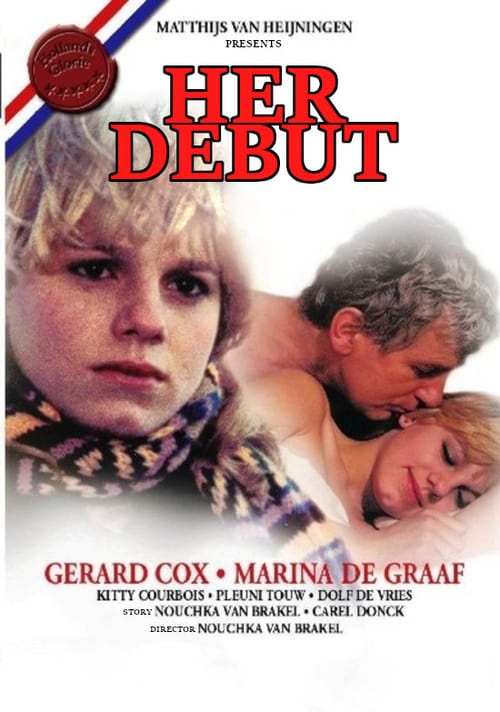 MATTHIJS VAN HEIJNINGEN
PRESENTS
Holland's
Glorie
HER
DEBUT
GERARD COX • MARINA DE GRAAF
KITTY COURBOIS • PLEUNI TOUW • DOLF DE VRIES
STORY NOUCHKA VAN BRAKEL • CAREL DONCK
DIRECTOR NOUCHKA VAN BRAKEL